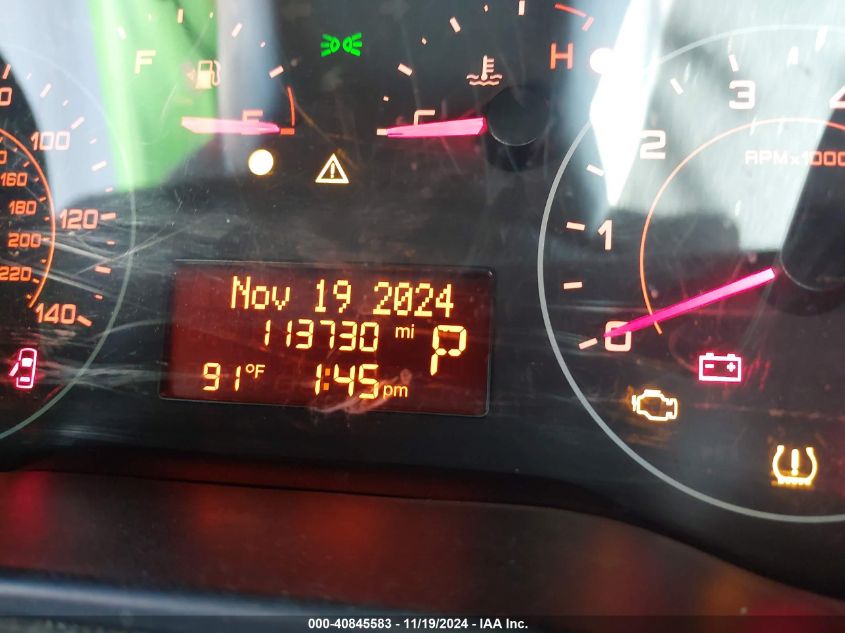 F
E
C
H
100
120
140
160
180
200
220
0
1
2
3
4
RPMx1000
Nov 19 2024
113730 mi
P
91°F
1:45 pm
000-40845583 - 11/19/2024 - IAA Inc.